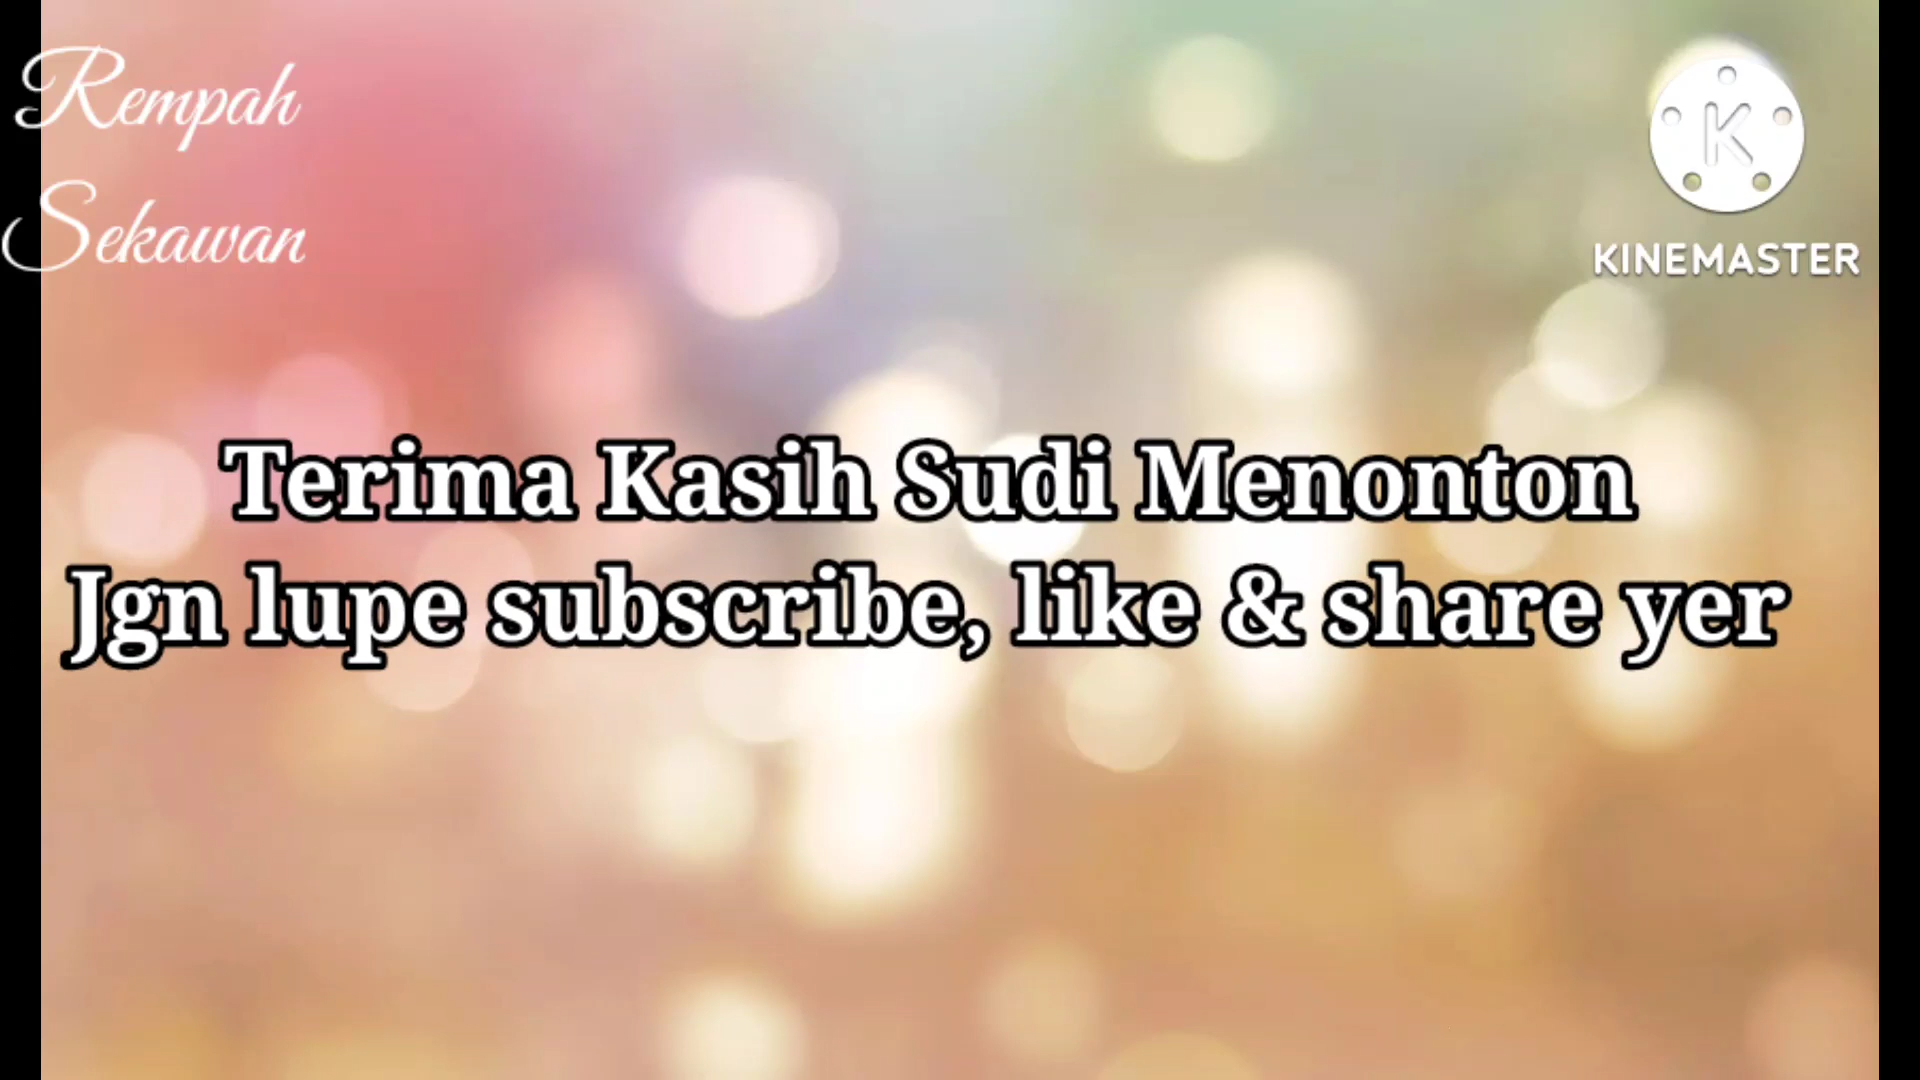 Rempah
Sekawan
K
KINEMASTER
Terima Kasih Sudi Menonton
Jgn lupe subscribe, like & share yer